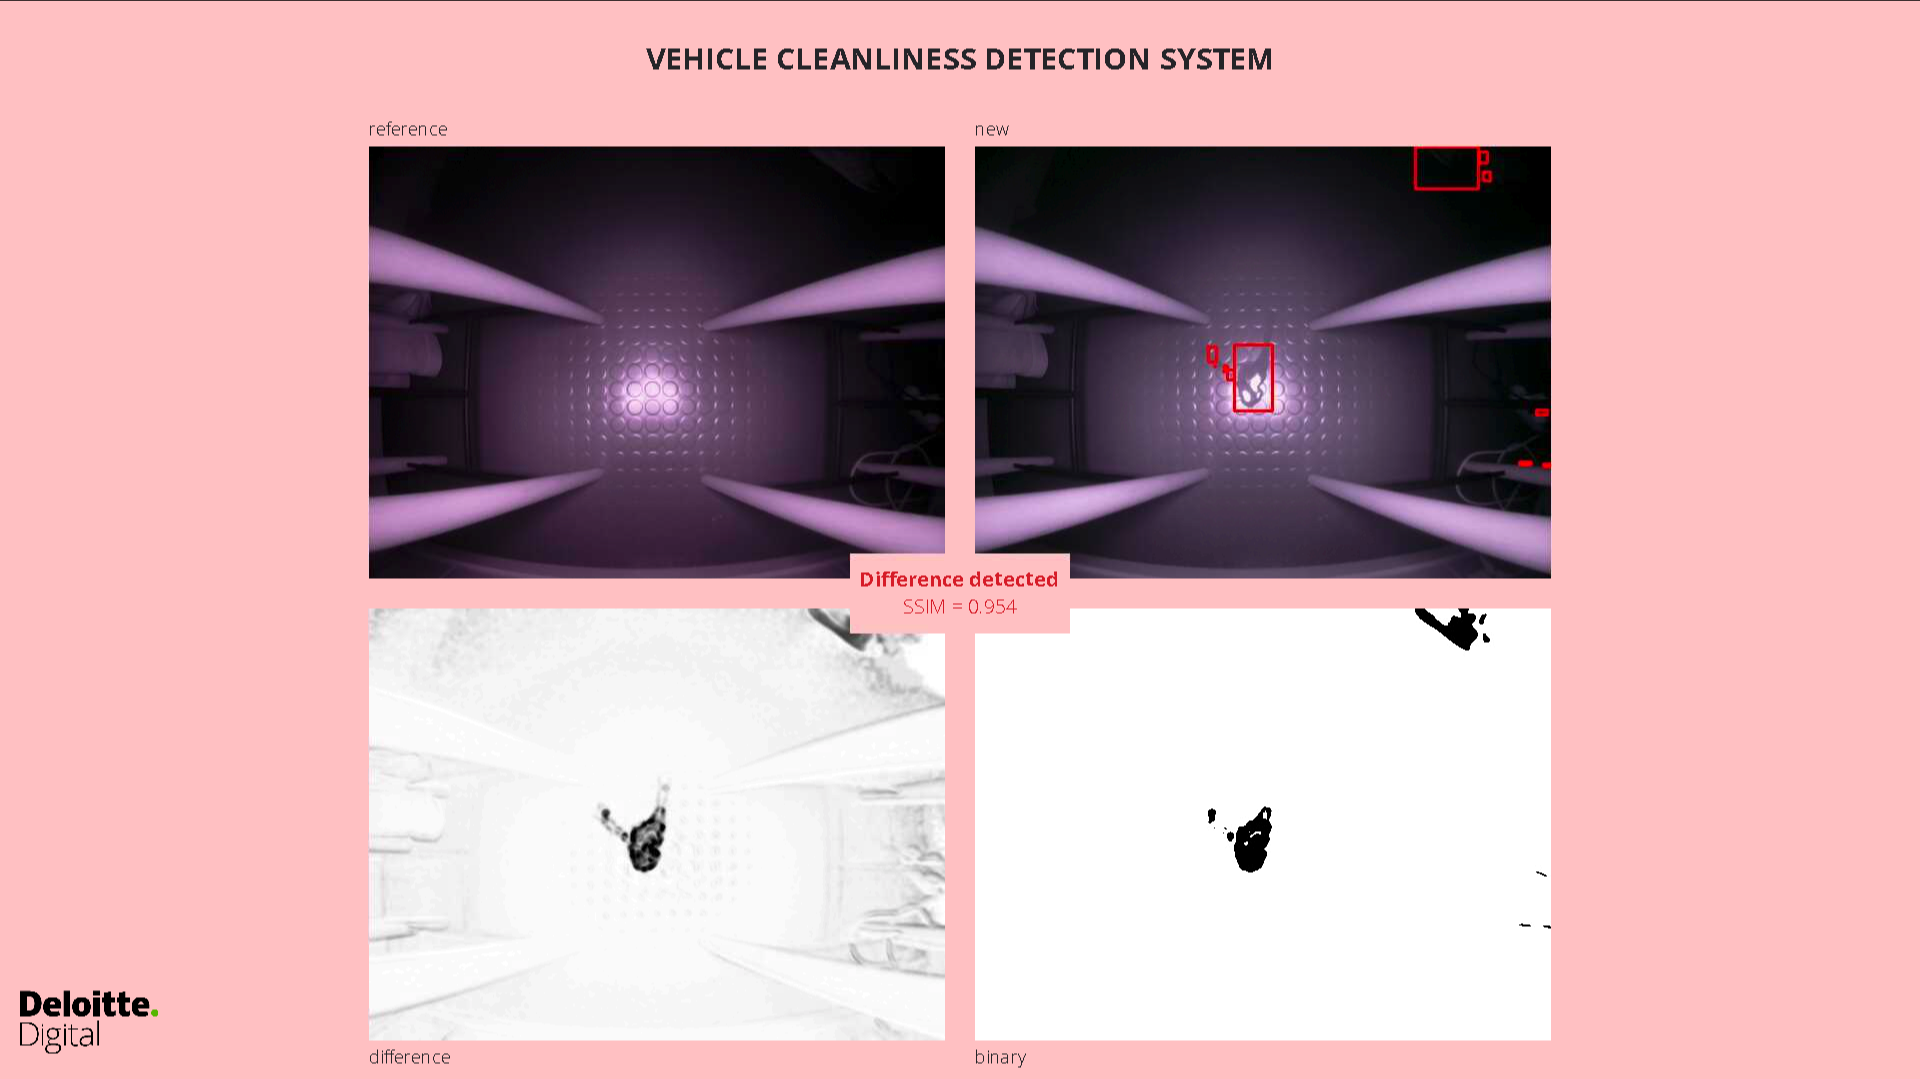 VEHICLE CLEANLINESS DETECTION SYSTEM
reference
new
Difference detected
SSIM = 0.954
Deloitte.
Digital
difference
binary